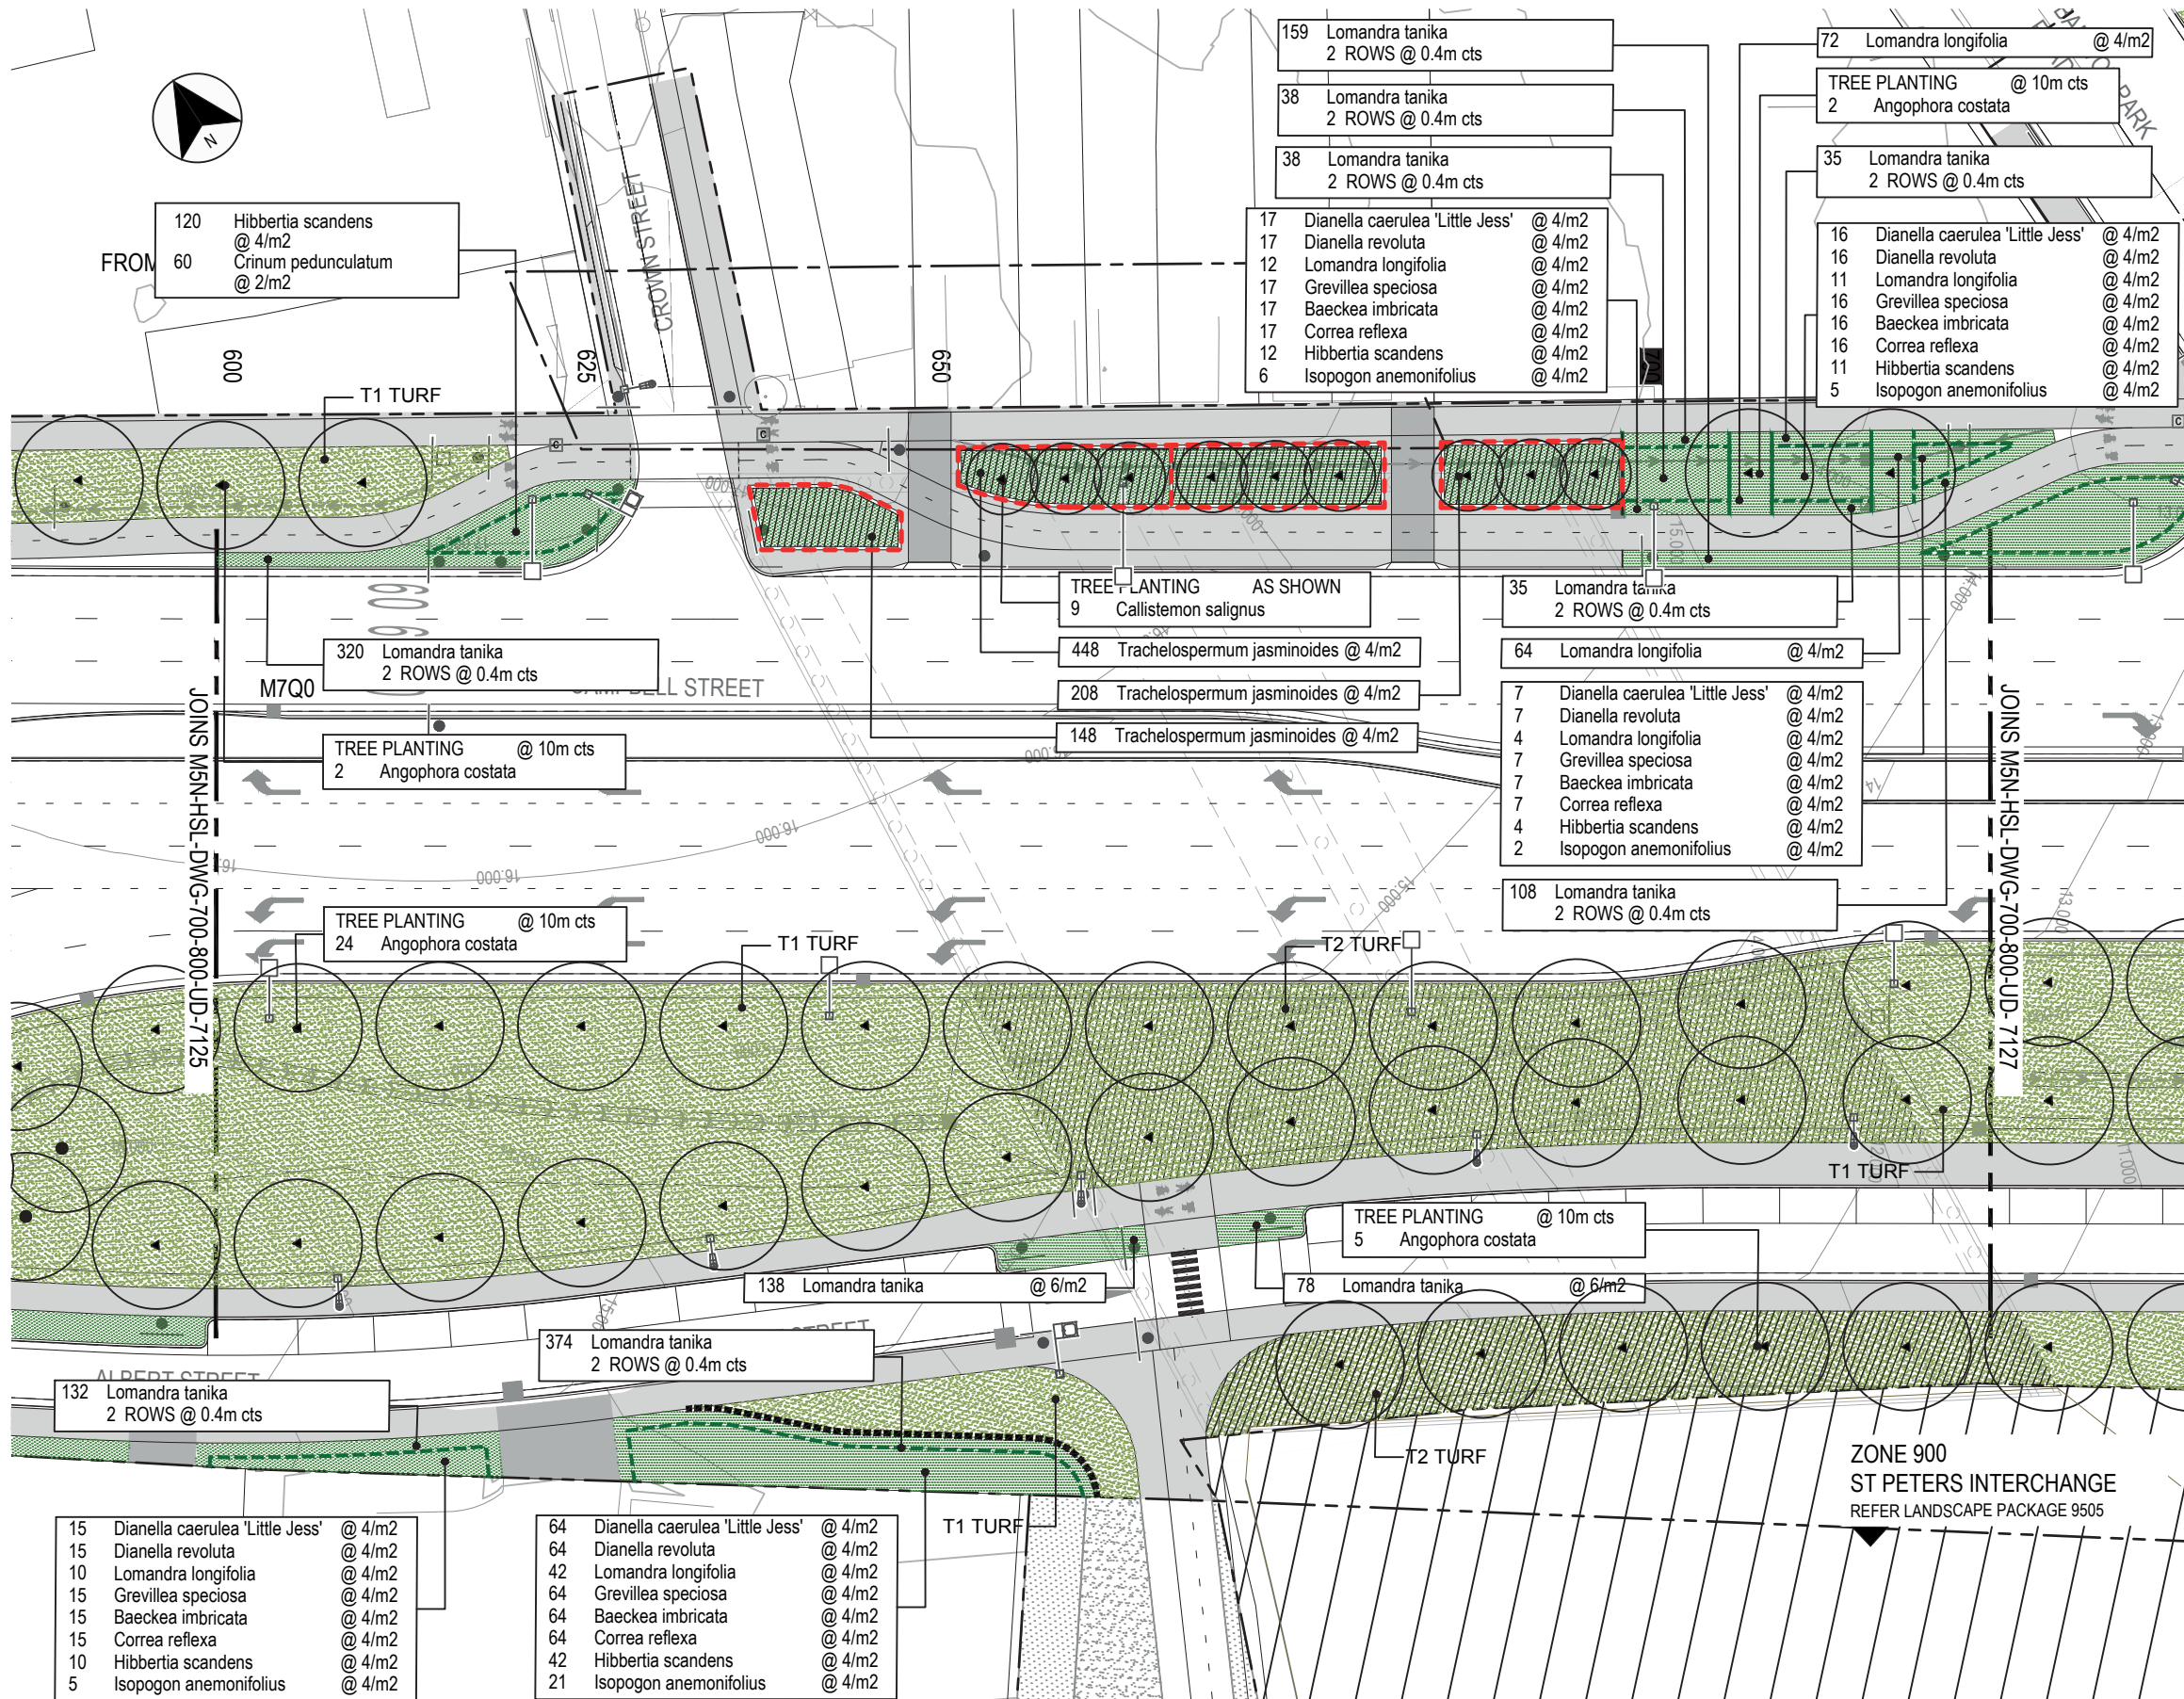 159 Lomandra tanika
2 ROWS @ 0.4m cts
72 Lomandra longifolia @ 4/m2
38 Lomandra tanika
2 ROWS @ 0.4m cts
TREE PLANTING @ 10m cts
2 Angophora costata
PARK
N
38 Lomandra tanika
2 ROWS @ 0.4m cts
35 Lomandra tanika
2 ROWS @ 0.4m cts
120 Hibbertia scandens
@ 4/m2
60 Crinum pedunculatum
@ 2/m2
FROM
CROWN STREET
17 Dianella caerulea 'Little Jess' @ 4/m2
17 Dianella revoluta @ 4/m2
12 Lomandra longifolia @ 4/m2
17 Grevillea speciosa @ 4/m2
17 Baeckea imbricata @ 4/m2
17 Correa reflexa @ 4/m2
12 Hibbertia scandens @ 4/m2
6 Isopogon anemonifolius @ 4/m2
16 Dianella caerulea 'Little Jess' @ 4/m2
16 Dianella revoluta @ 4/m2
11 Lomandra longifolia @ 4/m2
16 Grevillea speciosa @ 4/m2
16 Baeckea imbricata @ 4/m2
16 Correa reflexa @ 4/m2
11 Hibbertia scandens @ 4/m2
5 Isopogon anemonifolius @ 4/m2
600
625
650
700
T1 TURF
TREE PLANTING AS SHOWN
9 Callistemon salignus
35 Lomandra tanika
2 ROWS @ 0.4m cts
15.000
14.000
320 Lomandra tanika
2 ROWS @ 0.4m cts
448 Trachelospermum jasminoides @ 4/m2
64 Lomandra longifolia @ 4/m2
M7Q0
CAMPBELL STREET
208 Trachelospermum jasminoides @ 4/m2
148 Trachelospermum jasminoides @ 4/m2
7 Dianella caerulea 'Little Jess' @ 4/m2
7 Dianella revoluta @ 4/m2
4 Lomandra longifolia @ 4/m2
7 Grevillea speciosa @ 4/m2
7 Baeckea imbricata @ 4/m2
7 Correa reflexa @ 4/m2
4 Hibbertia scandens @ 4/m2
2 Isopogon anemonifolius @ 4/m2
TREE PLANTING @ 10m cts
2 Angophora costata
JOINS M5N-HSL-DWG-700-800-UD-7125
JOINS M5N-HSL-DWG-700-800-UD- 7127
16.000
16.000
15.000
14
13.000
108 Lomandra tanika
2 ROWS @ 0.4m cts
TREE PLANTING @ 10m cts
24 Angophora costata
T1 TURF
T2 TURF
T1 TURF
TREE PLANTING @ 10m cts
5 Angophora costata
138 Lomandra tanika @ 6/m2
78 Lomandra tanika @ 6/m2
374 Lomandra tanika
2 ROWS @ 0.4m cts
ALBERT STREET
132 Lomandra tanika
2 ROWS @ 0.4m cts
T2 TURF
ZONE 900
ST PETERS INTERCHANGE
REFER LANDSCAPE PACKAGE 9505
T1 TURF
15 Dianella caerulea 'Little Jess' @ 4/m2
15 Dianella revoluta @ 4/m2
10 Lomandra longifolia @ 4/m2
15 Grevillea speciosa @ 4/m2
15 Baeckea imbricata @ 4/m2
15 Correa reflexa @ 4/m2
10 Hibbertia scandens @ 4/m2
5 Isopogon anemonifolius @ 4/m2
64 Dianella caerulea 'Little Jess' @ 4/m2
64 Dianella revoluta @ 4/m2
42 Lomandra longifolia @ 4/m2
64 Grevillea speciosa @ 4/m2
64 Baeckea imbricata @ 4/m2
64 Correa reflexa @ 4/m2
42 Hibbertia scandens @ 4/m2
21 Isopogon anemonifolius @ 4/m2